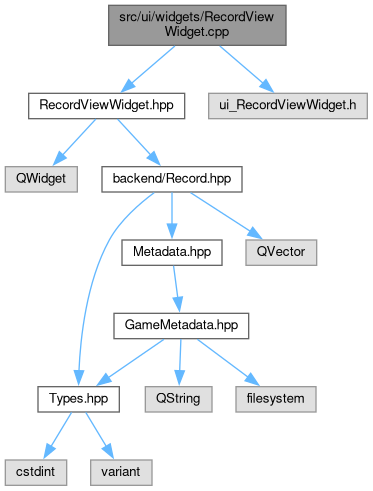 src/ui/widgets/RecordView
Widget.cpp
RecordViewWidget.hpp
ui_RecordViewWidget.h
QWidget
backend/Record.hpp
Metadata.hpp
QVector
GameMetadata.hpp
Types.hpp
QString
filesystem
cstdint
variant